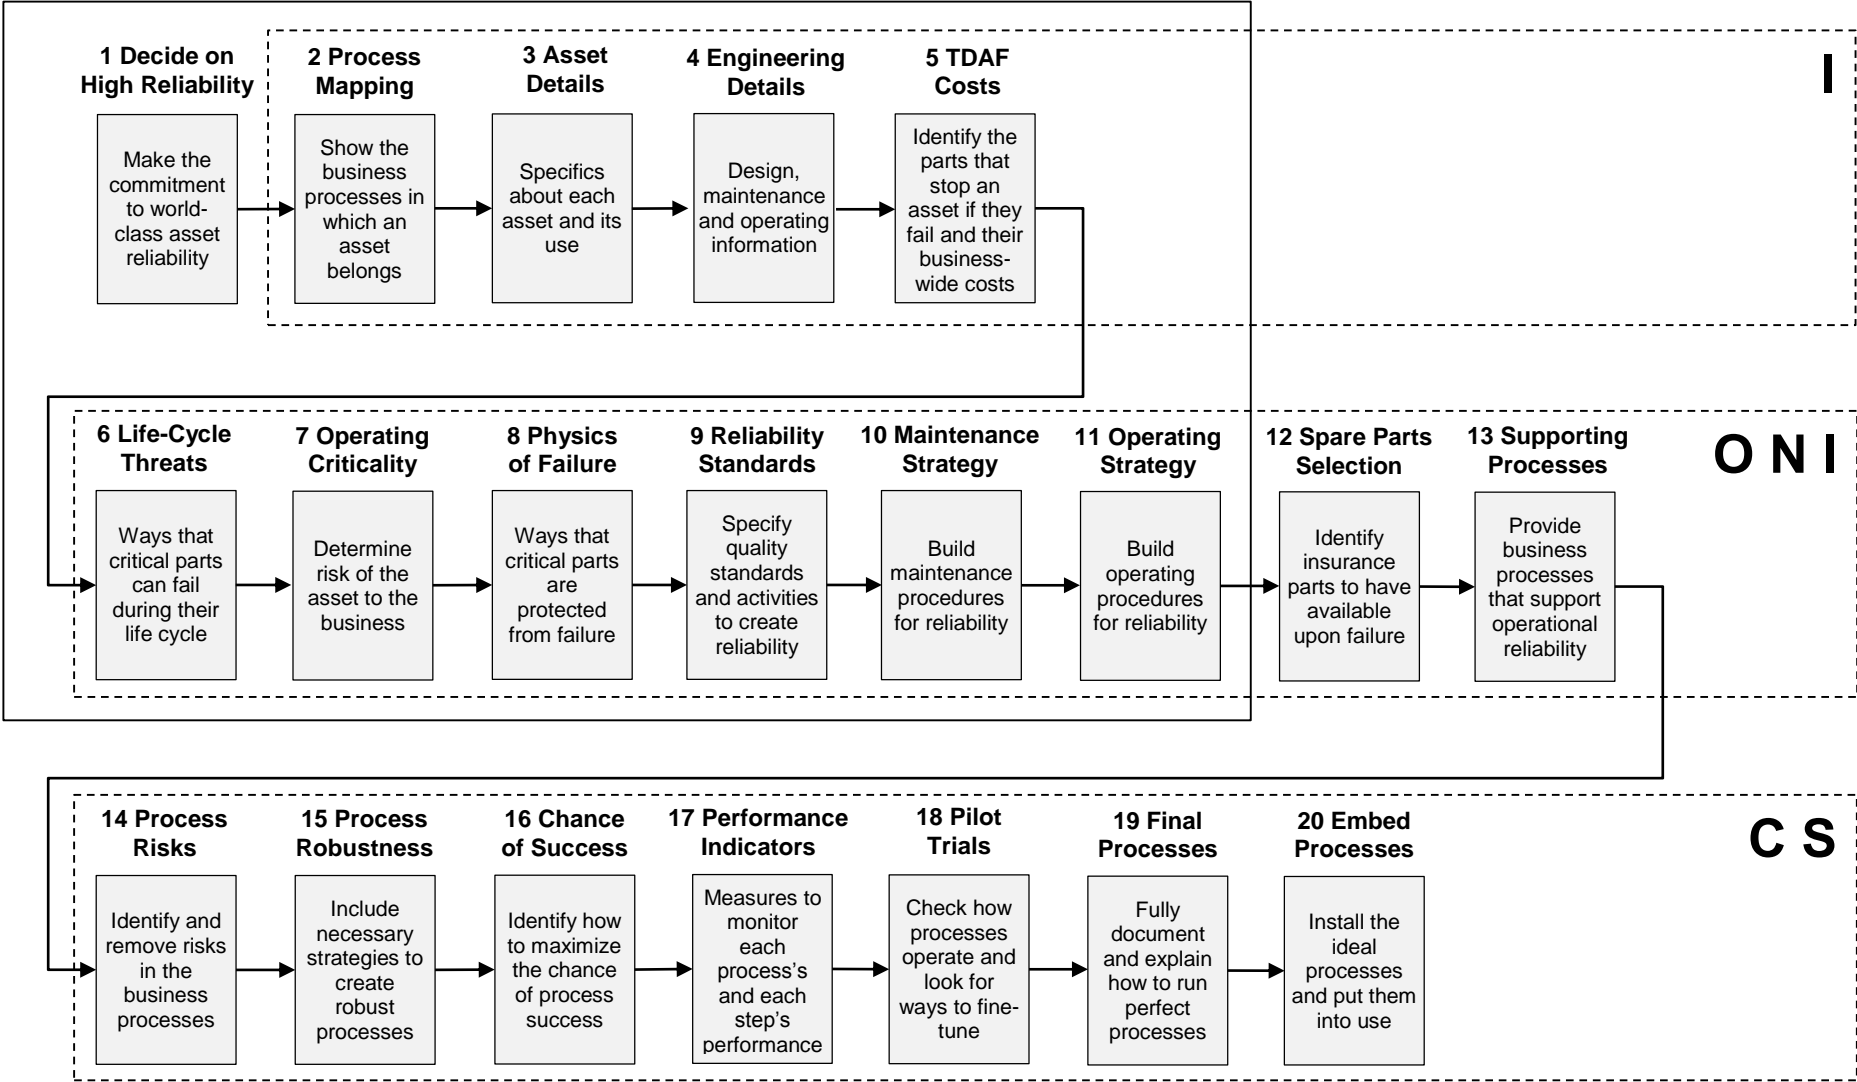 1 Decide on
High Reliability
Make the
commitment
to world-
class asset
reliability
2 Process
Mapping
Show the
business
processes in
which an
asset
belongs
3 Asset
Details
Specifics
about each
asset and its
use
4 Engineering
Details
Design,
maintenance
and operating
information
5 TDAF
Costs
Identify the
parts that
stop an
asset if they
fail and their
business-
wide costs
I
6 Life-Cycle
Threats
Ways that
critical parts
can fail
during their
life cycle
7 Operating
Criticality
Determine
risk of the
asset to the
business
8 Physics
of Failure
Ways that
critical parts
are
protected
from failure
9 Reliability
Standards
Specify
quality
standards
and activities
to create
reliability
10 Maintenance
Strategy
Build
maintenance
procedures
for reliability
11 Operating
Strategy
Build
operating
procedures
for reliability
12 Spare Parts
Selection
Identify
insurance
parts to have
available
upon failure
13 Supporting
Processes
Provide
business
processes
that support
operational
reliability
O N I
14 Process
Risks
Identify and
remove risks
in the
business
processes
15 Process
Robustness
Include
necessary
strategies to
create
robust
processes
16 Chance
of Success
Identify how
to maximize
the chance
of process
success
17 Performance
Indicators
Measures to
monitor
each
process’s
and each
step’s
performance
18 Pilot
Trials
Check how
processes
operate and
look for
ways to fine-
tune
19 Final
Processes
Fully
document
and explain
how to run
perfect
processes
20 Embed
Processes
Install the
ideal
processes
and put them
into use
C S